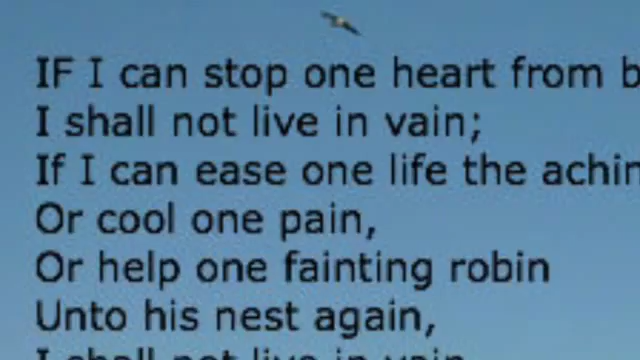 IF I can stop one heart from b
I shall not live in vain;
If I can ease one life the achin
Or cool one pain,
Or help one fainting robin
Unto his nest again,
I shall not live in vain